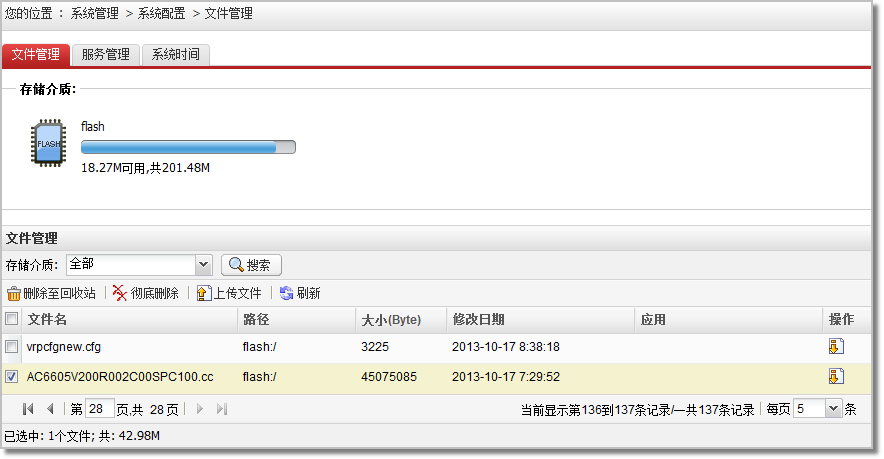 您的位置 : 系统管理 > 系统配置 > 文件管理
文件管理 服务管理 系统时间
存储介质:
FLASH
flash
18.27M可用,共201.48M
文件管理
存储介质: 全部 搜索
删除至回收站 彻底删除 上传文件 刷新
文件名 路径 大小(Byte) 修改日期 应用 操作
vrpcfgnew.cfg flash:/ 3225 2013-10-17 8:38:18
AC6605V200R002C00SPC100.cc flash:/ 45075085 2013-10-17 7:29:52
第 28 页,共 28 页 当前显示第136到137条记录/一共137条记录 每页 5 条
已选中: 1个文件; 共: 42.98M